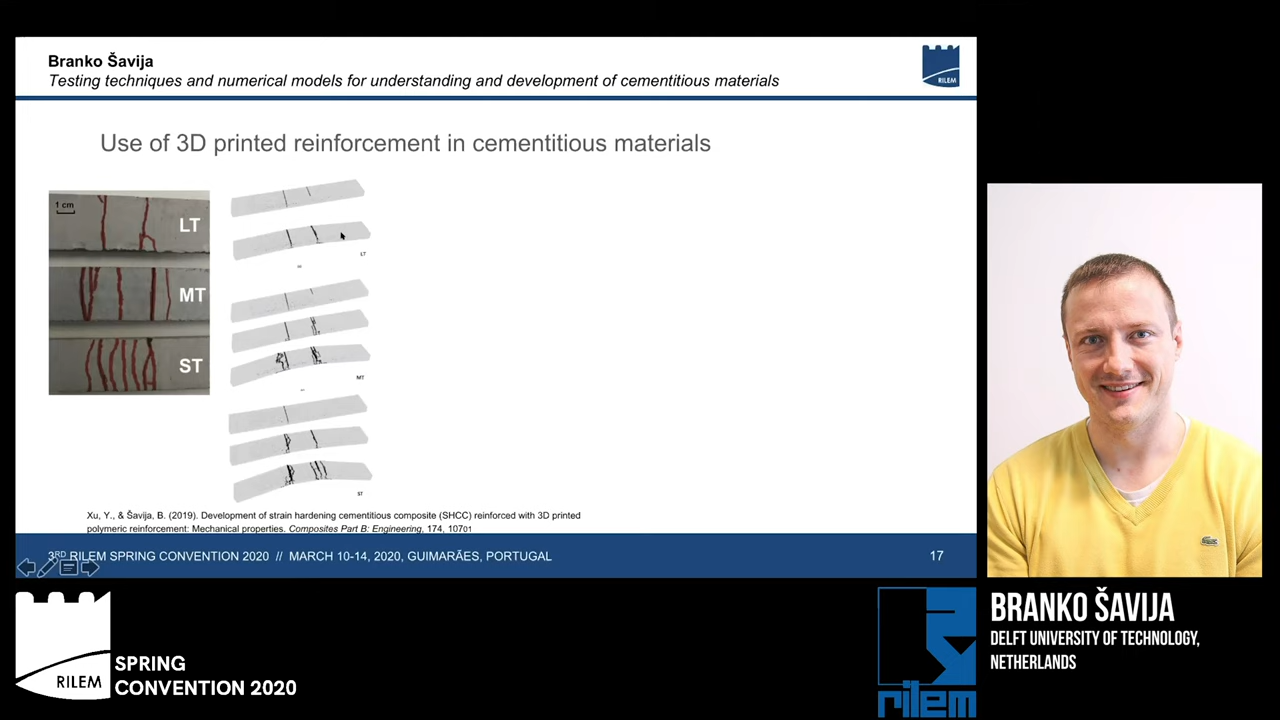 Branko Šavija
Testing techniques and numerical models for understanding and development of cementitious materials
RILEM
Use of 3D printed reinforcement in cementitious materials
1 cm
LT
MT
ST
LT
MT
ST
Xu, Y., & Šavija, B. (2019). Development of strain hardening cementitious composite (SHCC) reinforced with 3D printed
polymeric reinforcement: Mechanical properties. Composites Part B: Engineering, 174, 10701
3RD RILEM SPRING CONVENTION 2020 // MARCH 10-14, 2020, GUIMARÃES, PORTUGAL
17
RILEM
SPRING
CONVENTION 2020
rilem
BRANKO ŠAVIJA
DELFT UNIVERSITY OF TECHNOLOGY,
NETHERLANDS